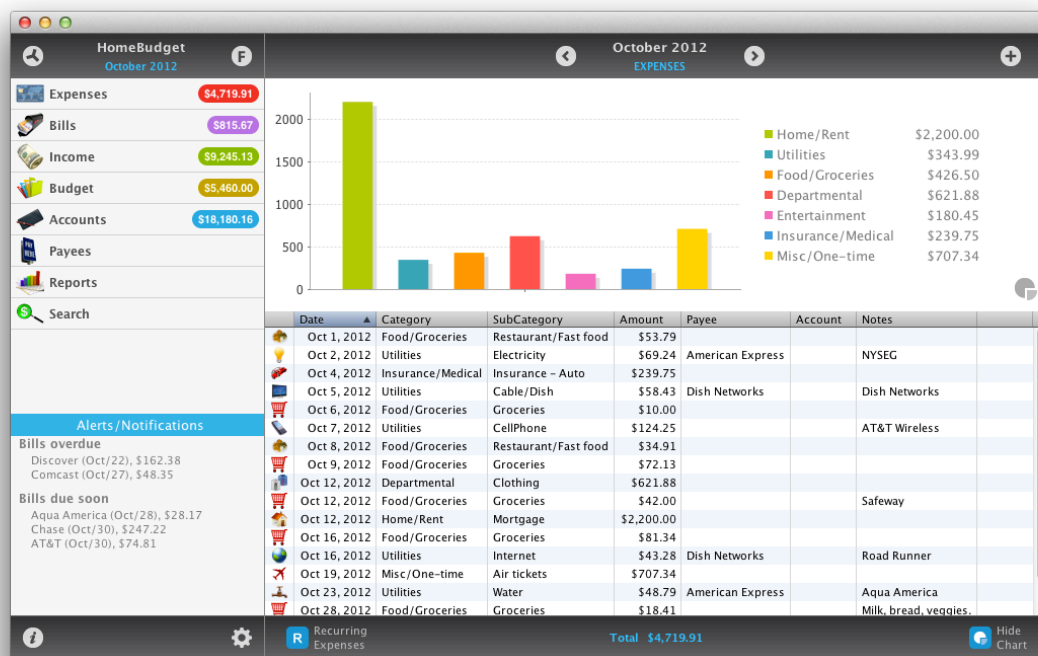 HomeBudget
October 2012
F
October 2012
EXPENSES
Expenses $4,719.91
Bills $815.67
Income $9,245.13
Budget $5,460.00
Accounts $18,180.16
Payees
Reports
Search
Alerts/Notifications
Bills overdue
Discover (Oct/22), $162.38
Comcast (Oct/27), $48.35
Bills due soon
Aqua America (Oct/28), $28.17
Chase (Oct/30), $247.22
AT&T (Oct/30), $74.81
2000
1500
1000
500
0
Home/Rent $2,200.00
Utilities $343.99
Food/Groceries $426.50
Departmental $621.88
Entertainment $180.45
Insurance/Medical $239.75
Misc/One-time $707.34
Date Category SubCategory Amount Payee Account Notes
Oct 1, 2012 Food/Groceries Restaurant/Fast food $53.79
Oct 2, 2012 Utilities Electricity $69.24 American Express NYSEG
Oct 4, 2012 Insurance/Medical Insurance - Auto $239.75
Oct 5, 2012 Utilities Cable/Dish $58.43 Dish Networks Dish Networks
Oct 6, 2012 Food/Groceries Groceries $10.00
Oct 7, 2012 Utilities CellPhone $124.25 AT&T Wireless
Oct 8, 2012 Food/Groceries Restaurant/Fast food $34.91
Oct 9, 2012 Food/Groceries Groceries $72.13
Oct 12, 2012 Departmental Clothing $621.88
Oct 12, 2012 Food/Groceries Groceries $42.00 Safeway
Oct 12, 2012 Home/Rent Mortgage $2,200.00
Oct 16, 2012 Food/Groceries Groceries $81.34
Oct 16, 2012 Utilities Internet $43.28 Dish Networks Road Runner
Oct 19, 2012 Misc/One-time Air tickets $707.34
Oct 23, 2012 Utilities Water $48.79 American Express Aqua America
Oct 28, 2012 Food/Groceries Groceries $18.41 Milk, bread, veggies.
R Recurring
Expenses
Total $4,719.91
Hide
Chart